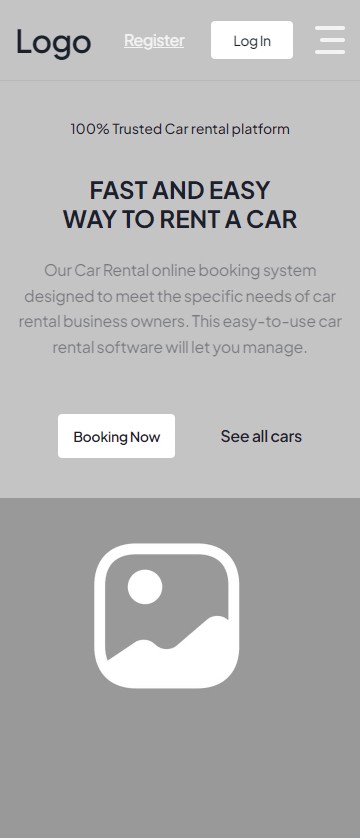 Logo
Register
Log In
100% Trusted Car rental platform
FAST AND EASY
WAY TO RENT A CAR
Our Car Rental online booking system
designed to meet the specific needs of car
rental business owners. This easy-to-use car
rental software will let you manage.
Booking Now
See all cars